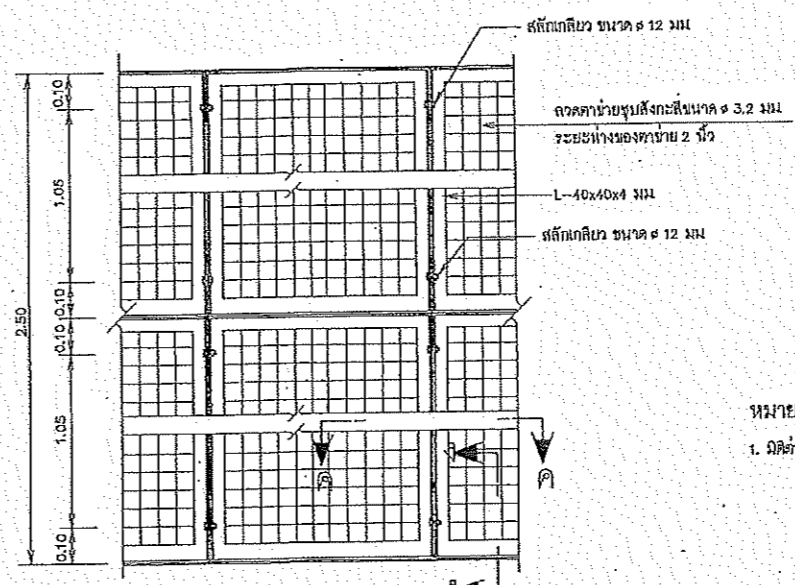 สลักเกลียว ขนาด ø 12 มม
ลวดตาข่ายชุบสังกะสีขนาด ø 3.2 มม
ระยะห่างของตาข่าย 2 นิ้ว
L-40x40x4 มม
สลักเกลียว ขนาด ø 12 มม
0.10
1.05
0.10
2.50
0.10
1.05
0.10
ค
ค
หมาย
1.